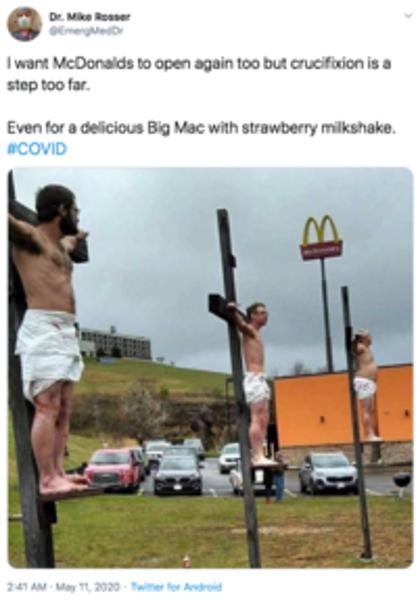 Dr. Mike Rosser
@EmergMedDr
I want McDonalds to open again too but crucifixion is a
step too far.
Even for a delicious Big Mac with strawberry milkshake.
#COVID
McDonald's
2:41 AM · May 11, 2020 · Twitter for Android